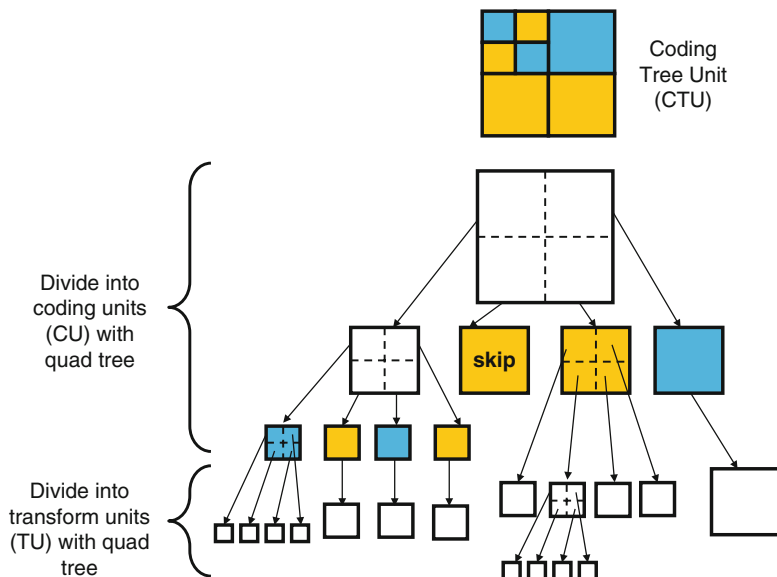 Coding
Tree Unit
(CTU)
Divide into
coding units
(CU) with
quad tree
skip
Divide into
transform units
(TU) with quad
tree